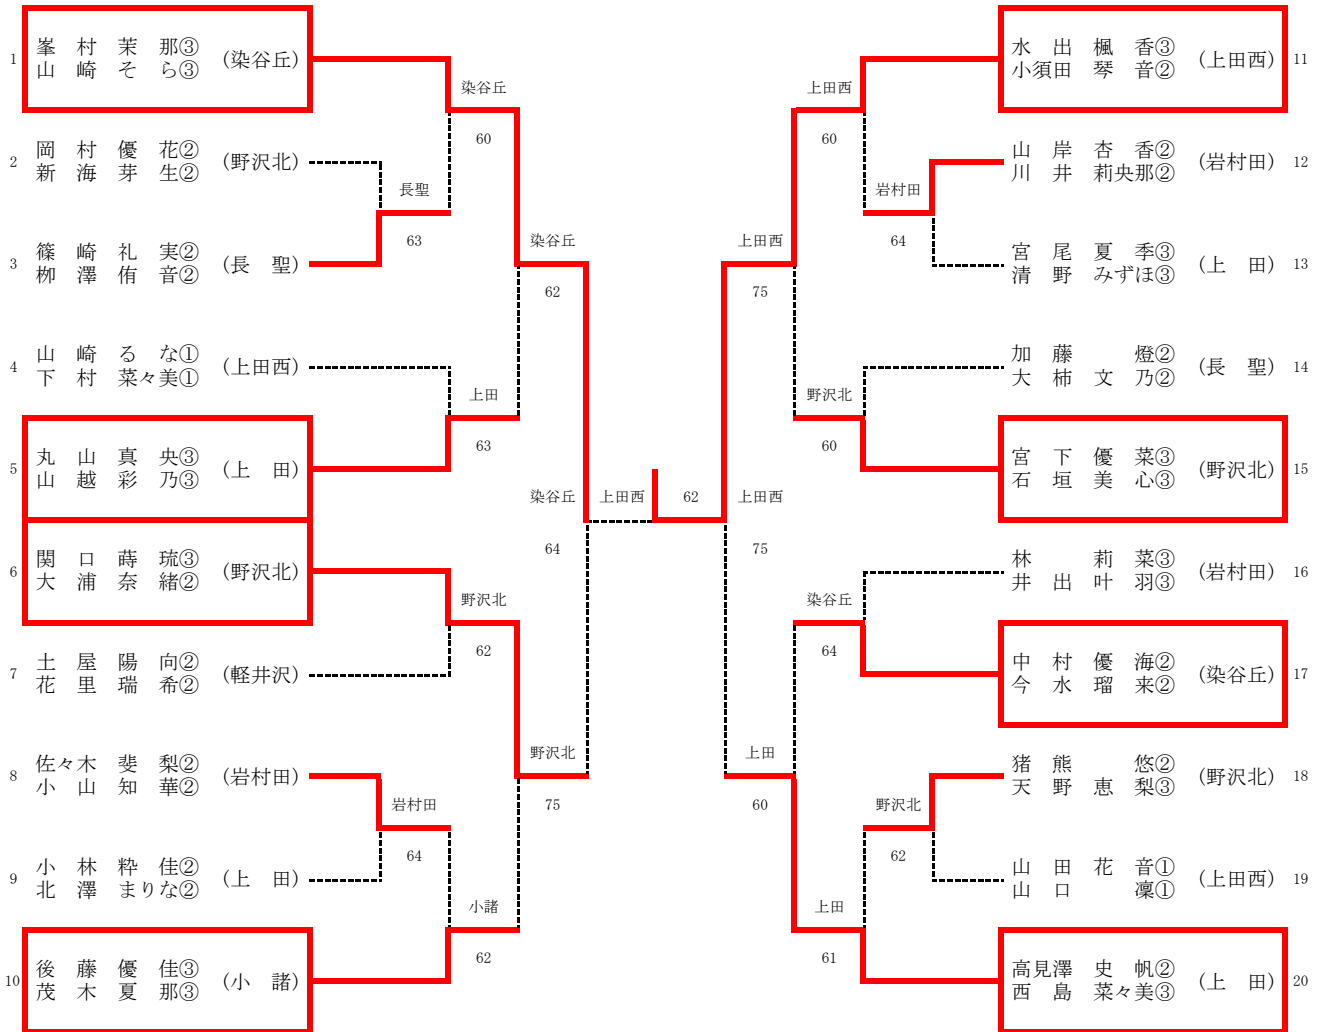 1 峯村茉那③ (染谷丘)
山崎そら③
2 岡村優花② (野沢北)
新海芽生②
3 篠崎礼実② (長聖)
栁澤侑音②
4 山崎るな① (上田西)
下村菜々美①
5 丸山真央③ (上田)
山越彩乃③
6 関口蒔琉③ (野沢北)
大浦奈緒②
7 土屋陽向② (軽井沢)
花里瑞希②
8 佐々木斐梨② (岩村田)
小山知華②
9 小林粋佳② (上田)
北澤まりな②
10 後藤優佳③ (小諸)
茂木夏那③
染谷丘
60
長聖
63
染谷丘
62
上田
63
染谷丘
64
野沢北
62
野沢北
75
岩村田
64
小諸
62
上田西
62
上田西
60
岩村田
64
上田西
75
野沢北
60
上田西
75
染谷丘
64
上田
60
野沢北
62
上田
61
水出楓香③ (上田西) 11
小須田琴音②
山岸杏香② (岩村田) 12
川井莉央那②
宮尾夏季③ (上田) 13
清野みずほ③
加藤燈② (長聖) 14
大柿文乃②
宮下優菜③ (野沢北) 15
石垣美心③
林莉菜③ (岩村田) 16
井出叶羽③
中村優海② (染谷丘) 17
今水瑠来②
猪熊悠② (野沢北) 18
天野恵梨③
山田花音① (上田西) 19
山口凜①
高見澤史帆② (上田) 20
西島菜々美③